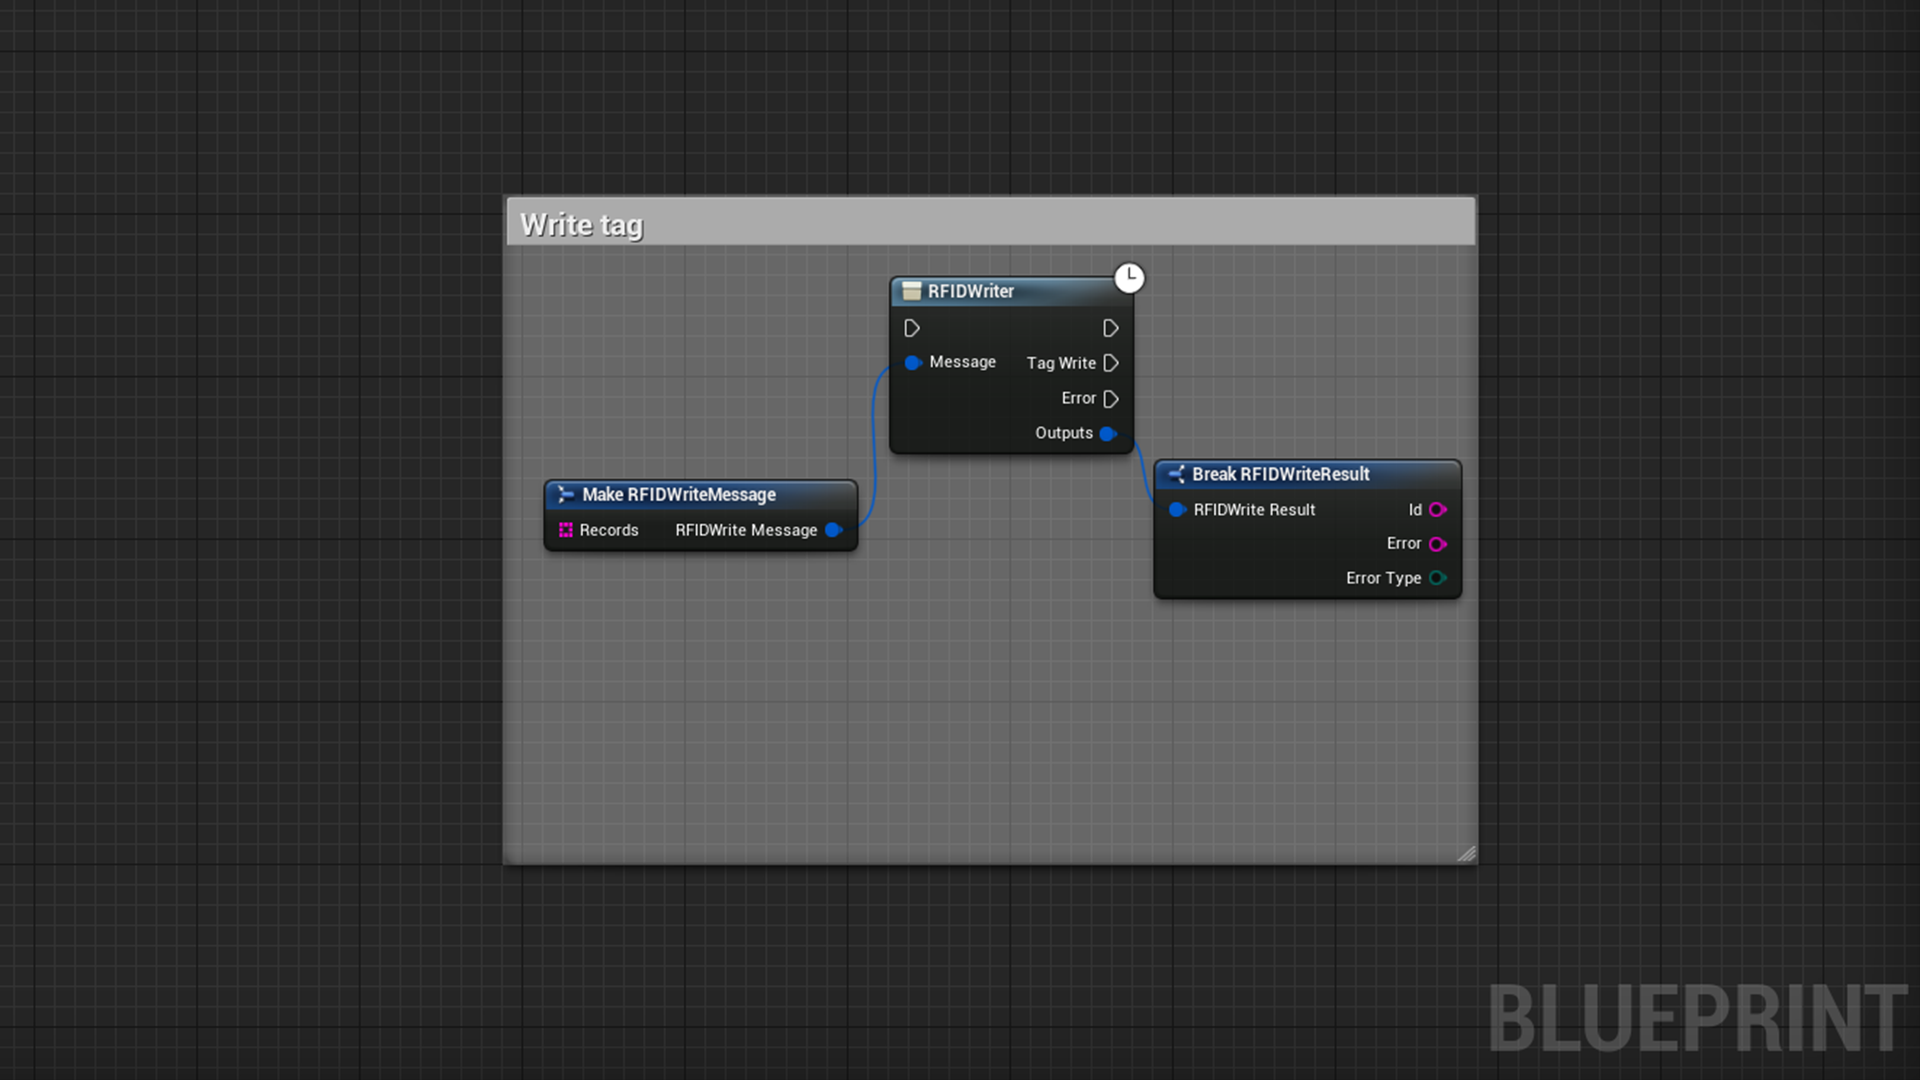 Write tag
RFIDWriter
Message
Tag Write
Error
Outputs
Make RFIDWriteMessage
Records
RFIDWrite Message
Break RFIDWriteResult
RFIDWrite Result
Id
Error
Error Type
BLUEPRINT